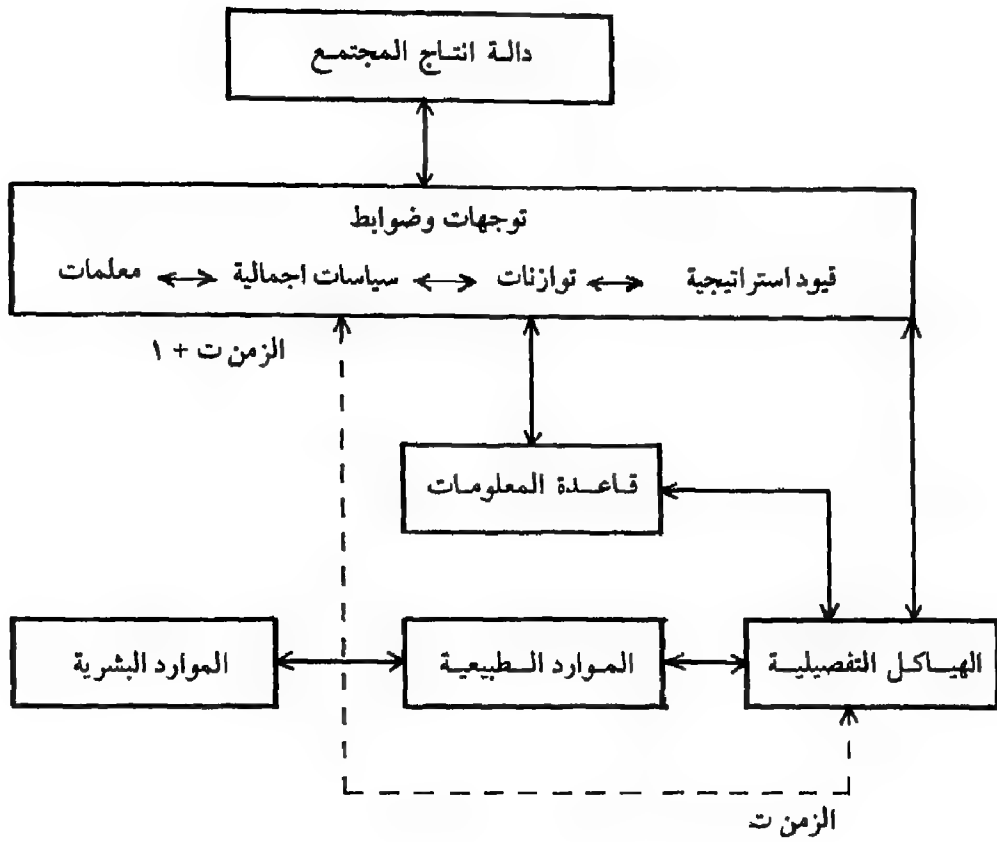 دالة انتاج المجتمع
توجهات وضوابط
قيود استراتيجية ↔ توازنات ↔ سياسات اجمالية ↔ معلمات
الزمن ت + ١
قاعدة المعلومات
الهياكل التفصيلية
الموارد الطبيعية
الموارد البشرية
الزمن ت